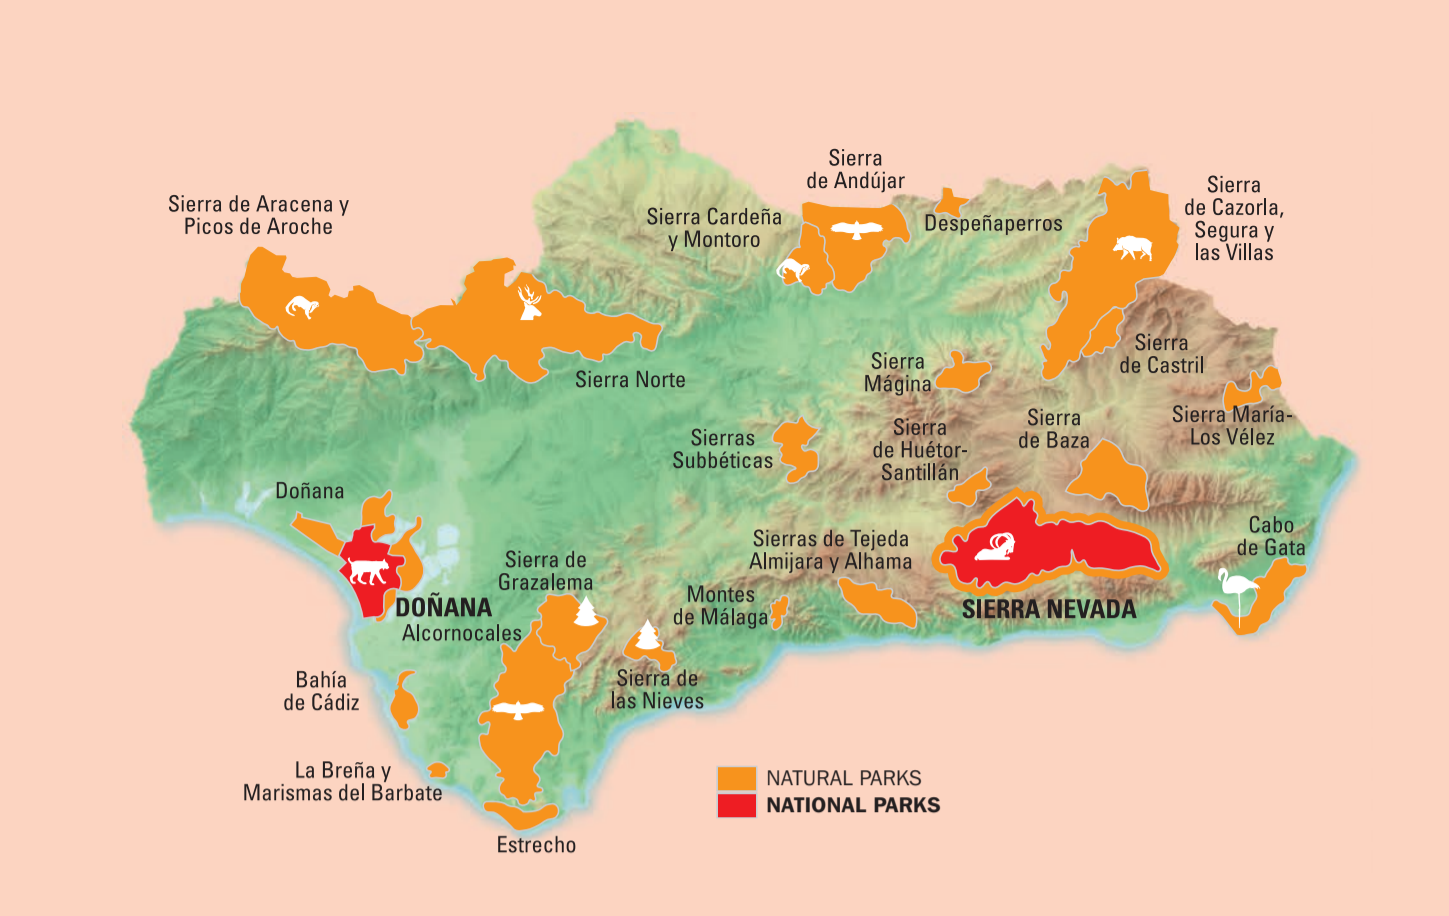 Sierra
de Andújar
Sierra de Aracena y
Picos de Aroche
Sierra Cardeña
y Montoro
Despeñaperros
Sierra
de Cazorla,
Segura y
las Villas
Sierra Norte
Sierra
Mágina
Sierra
de Castril
Sierras
Subbéticas
Sierra
de Huétor-
Santillán
Sierra
de Baza
Sierra María-
Los Vélez
Doñana
DOÑANA
Alcornocales
Sierra de
Grazalema
Sierras de Tejeda
Almijara y Alhama
Montes
de Málaga
SIERRA NEVADA
Cabo
de Gata
Bahía
de Cádiz
Sierra de
las Nieves
La Breña y
Marismas del Barbate
Estrecho
NATURAL PARKS
NATIONAL PARKS